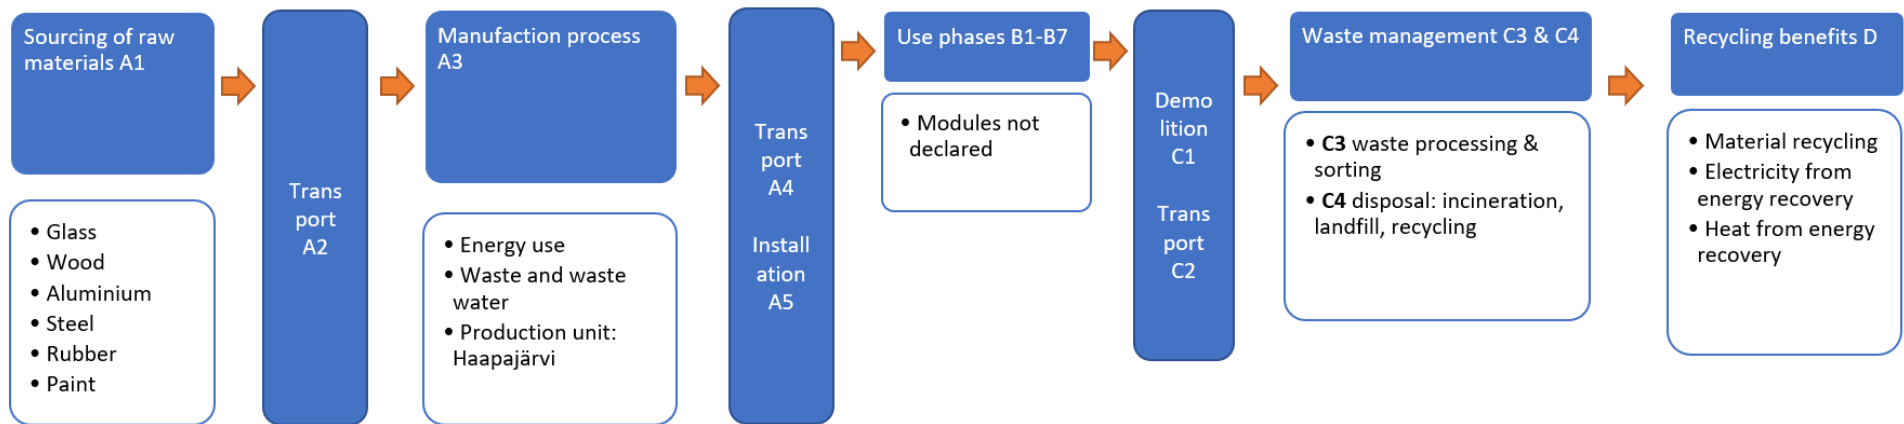 Sourcing of raw
materials A1
• Glass
• Wood
• Aluminium
• Steel
• Rubber
• Paint
Trans
port
A2
Manufaction process
A3
• Energy use
• Waste and waste
water
• Production unit:
Haapajärvi
Trans
port
A4
Install
ation
A5
Use phases B1-B7
• Modules not
declared
Demo
lition
C1
Trans
port
C2
Waste management C3 & C4
• C3 waste processing &
sorting
• C4 disposal: incineration,
landfill, recycling
Recycling benefits D
• Material recycling
• Electricity from
energy recovery
• Heat from energy
recovery